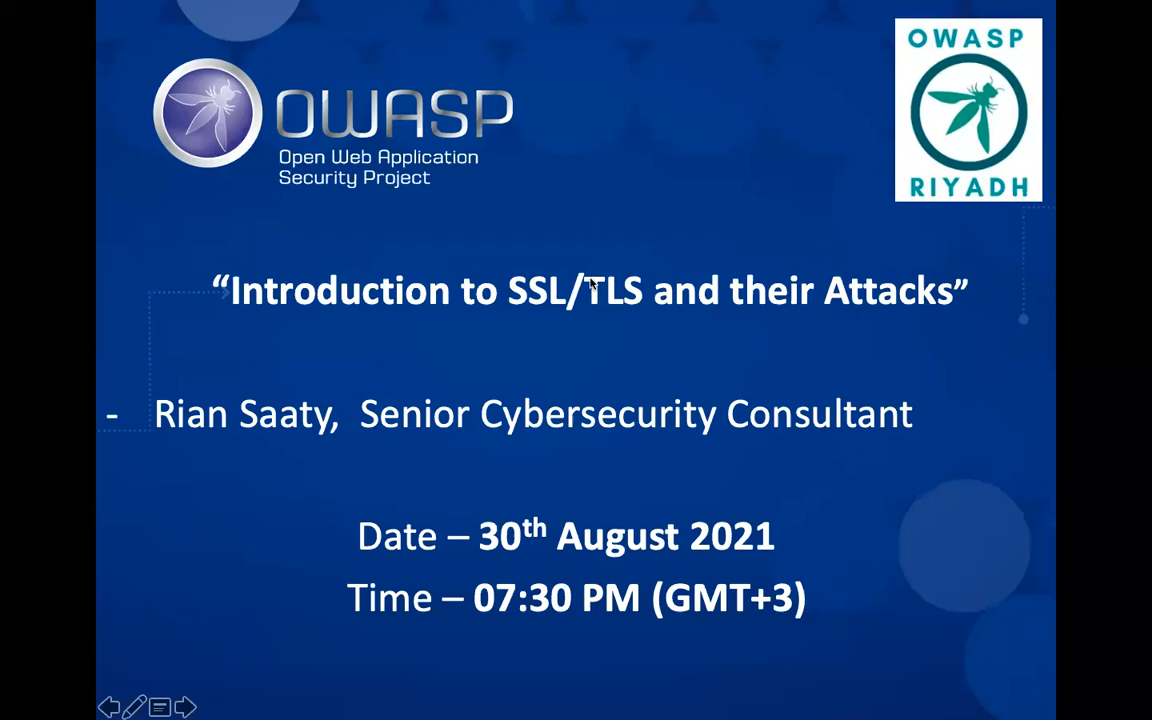 OWASP
Open Web Application
Security Project
OWASP
RIYADH
“Introduction to SSL/TLS and their Attacks”
- Rian Saaty, Senior Cybersecurity Consultant
Date – 30th August 2021
Time – 07:30 PM (GMT+3)